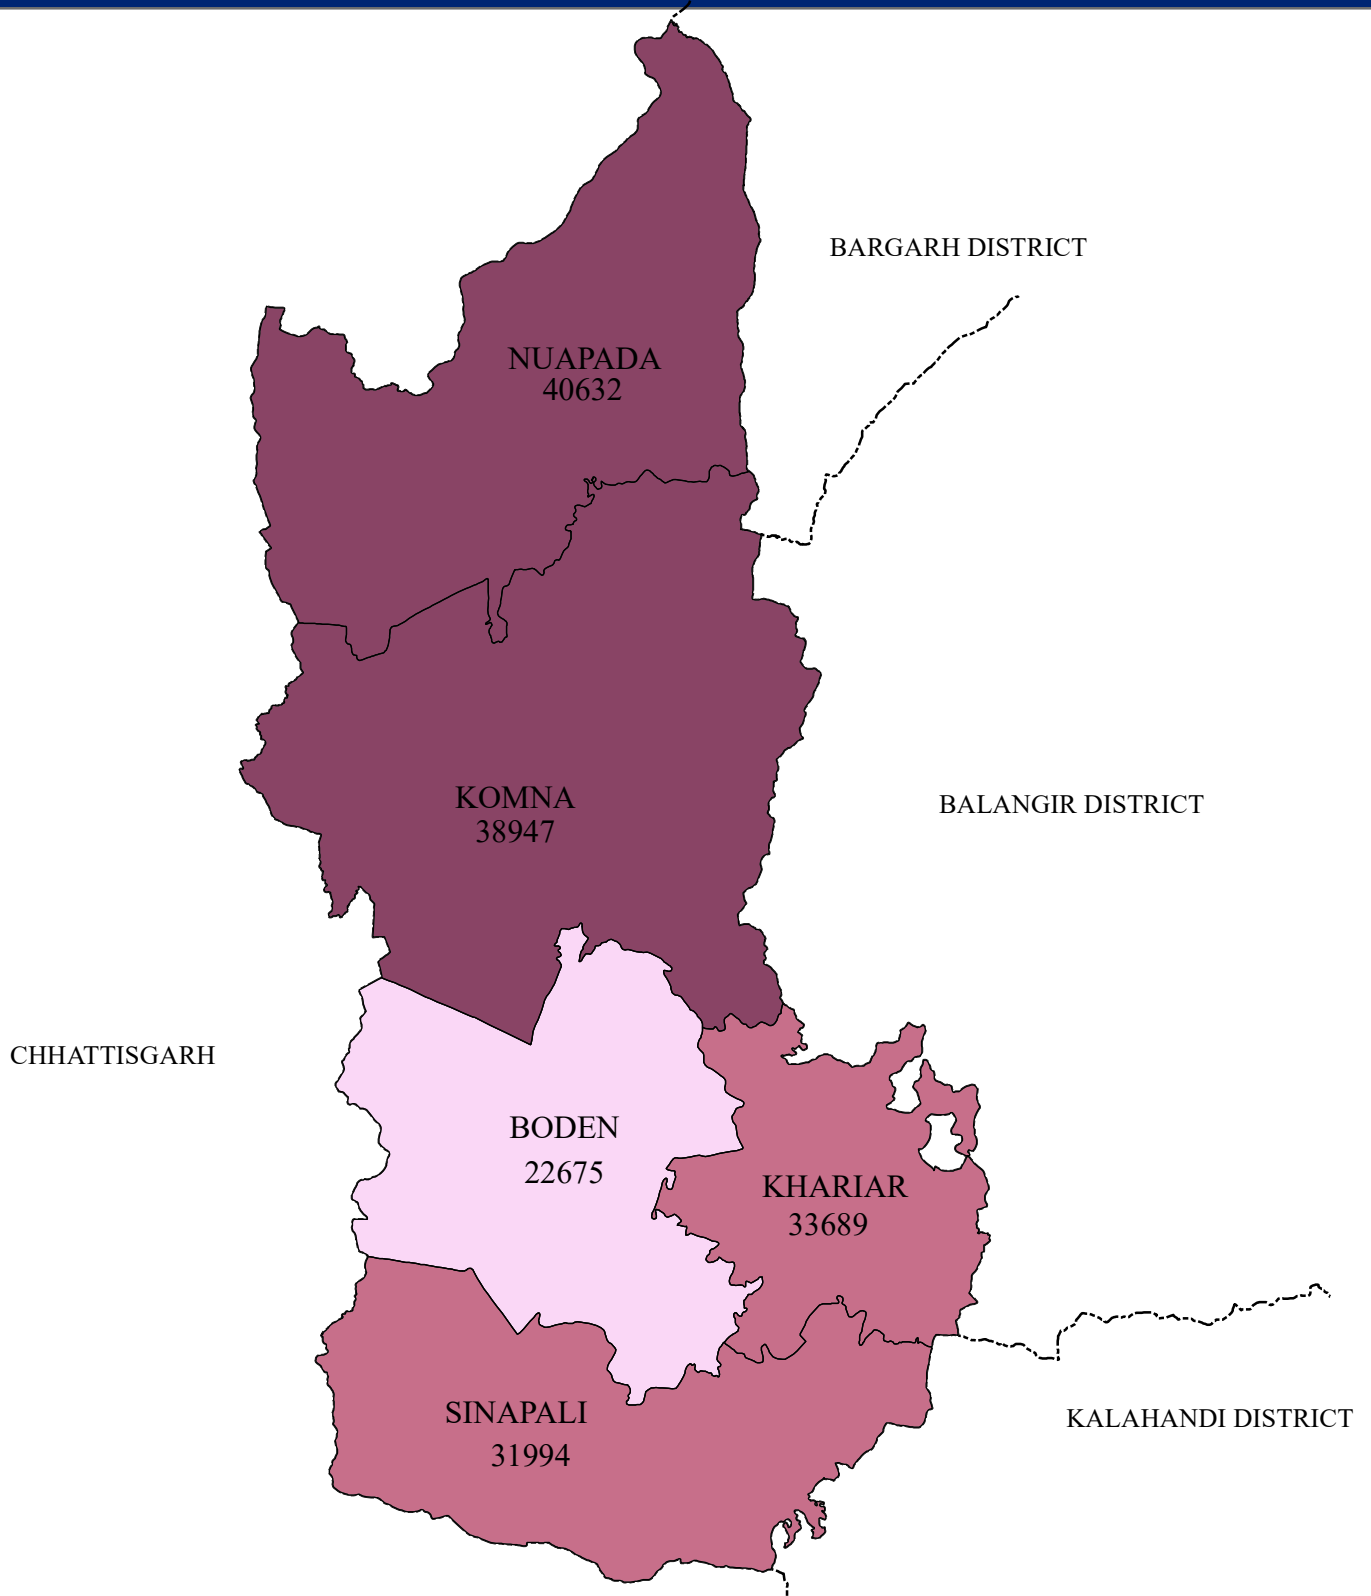 BARGARH DISTRICT
NUAPADA
40632
KOMNA
38947
BALANGIR DISTRICT
CHHATTISGARH
BODEN
22675
KHARIAR
33689
SINAPALI
31994
KALAHANDI DISTRICT